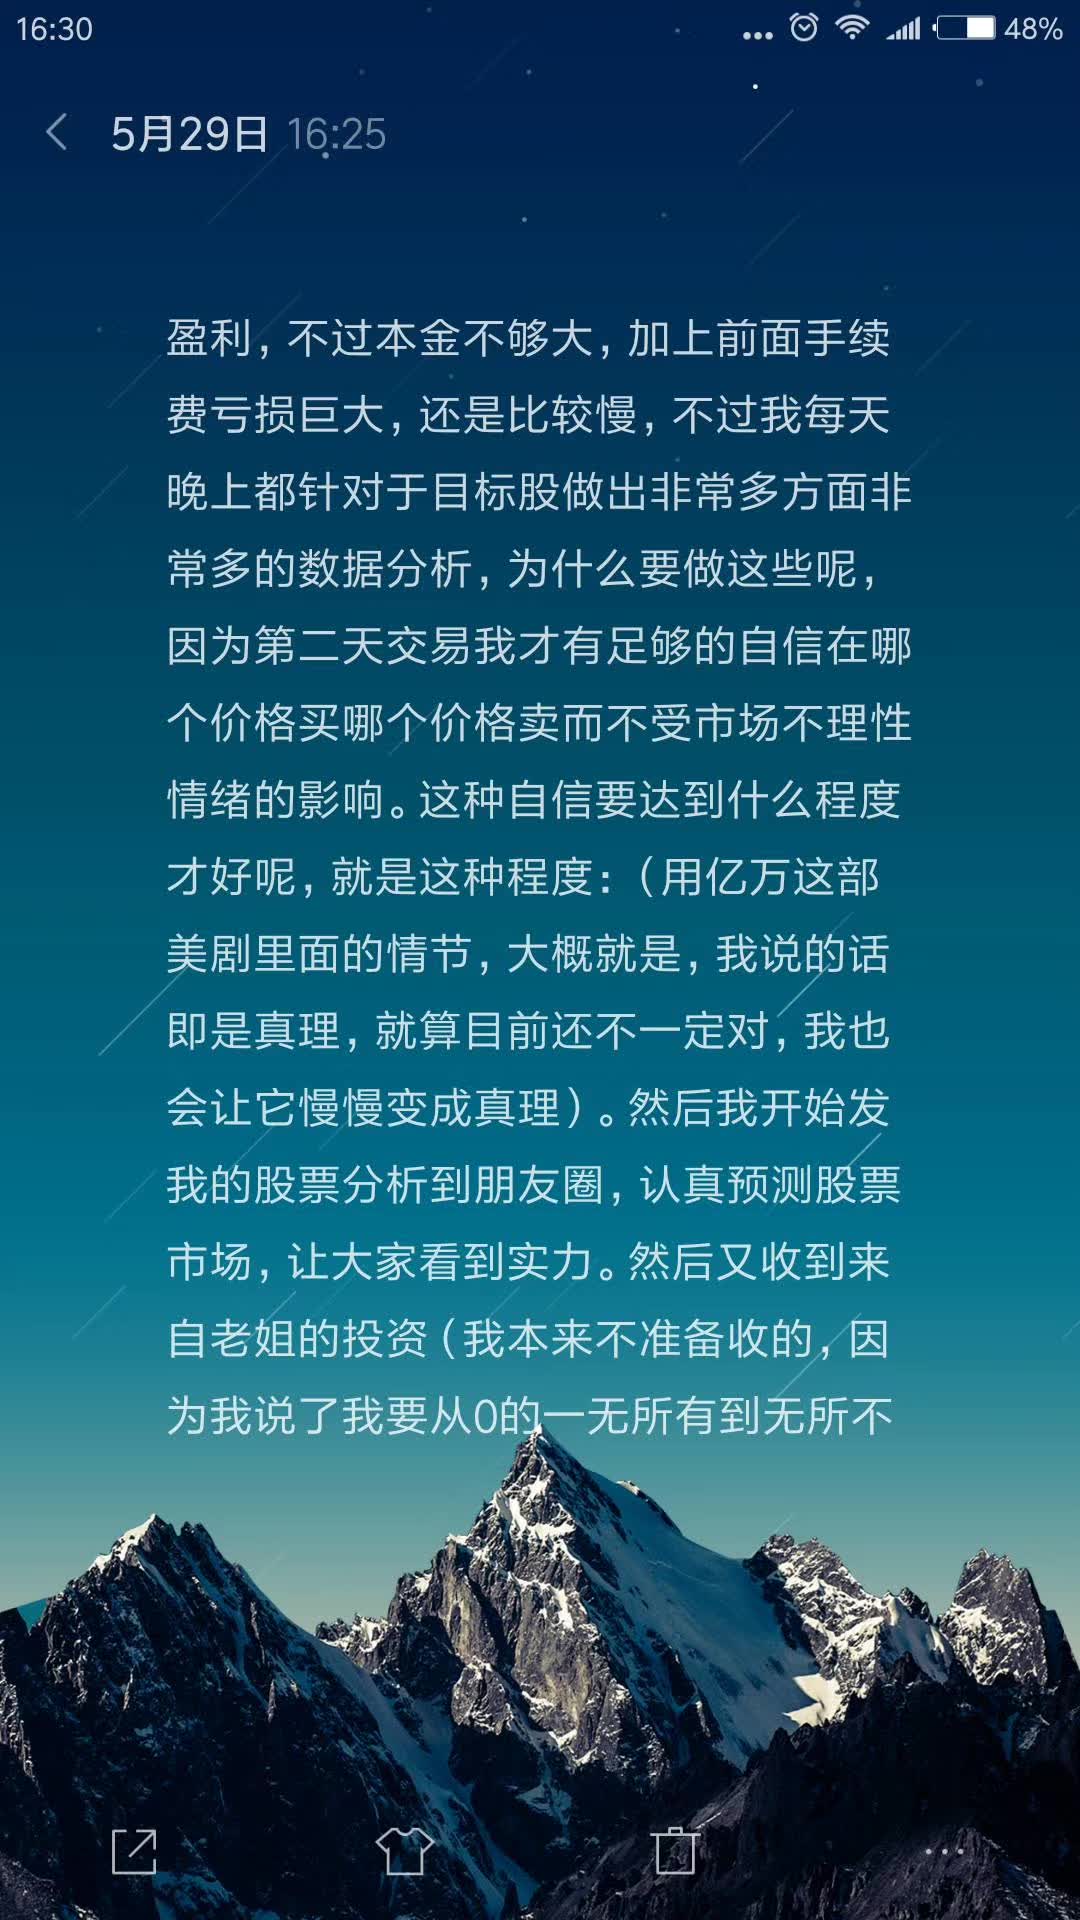 16:30
48%
5月29日 16:25
盈利，不过本金不够大，加上前面手续
费亏损巨大，还是比较慢，不过我每天
晚上都针对于目标股做出非常多方面非
常多的数据分析，为什么要做这些呢，
因为第二天交易我才有足够的自信在哪
个价格买哪个价格卖而不受市场不理性
情绪的影响。这种自信要达到什么程度
才好呢，就是这种程度：（用亿万这部
美剧里面的情节，大概就是，我说的话
即是真理，就算目前还不一定对，我也
会让它慢慢变成真理）。然后我开始发
我的股票分析到朋友圈，认真预测股票
市场，让大家看到实力。然后又收到来
自老姐的投资（我本来不准备收的，因
为我说了我要从0的一无所有到无所不